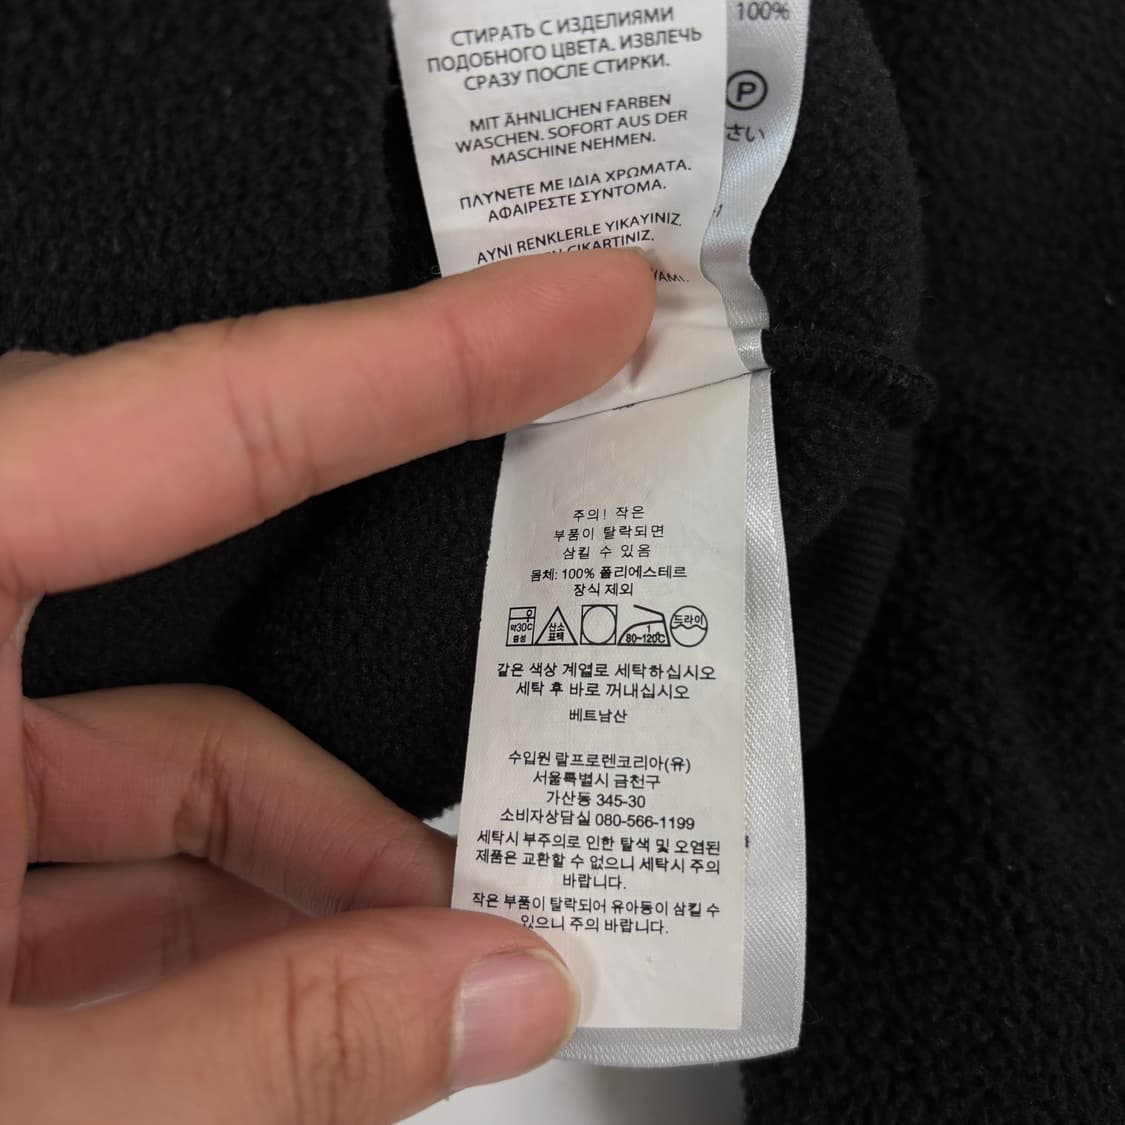 СТИРАТЬ С ИЗДЕЛИЯМИ
ПОДОБНОГО ЦВЕТА. ИЗВЛЕЧЬ
СРАЗУ ПОСЛЕ СТИРКИ.
MIT ÄHNLICHEN FARBEN
WASCHEN. SOFORT AUS DER
MASCHINE NEHMEN.
ΠΛΥΝΕΤΕ ΜΕ ΙΔΙΑ ΧΡΩΜΑΤΑ.
ΑΦΑΙΡΕΣΤΕ ΣΥΝΤΟΜΑ.
AYNI RENKLERLE YIKAYINIZ.
ÇIKARTINIZ.
100%
P
さい
주의! 작은
부품이 탈락되면
삼킬 수 있음
몸체: 100% 폴리에스테르
장식 제외
약30℃
중성
산소
표백
1
80~120℃
드라이
같은 색상 계열로 세탁하십시오
세탁 후 바로 꺼내십시오
베트남산
수입원 랄프로렌코리아(유)
서울특별시 금천구
가산동 345-30
소비자상담실 080-566-1199
세탁시 부주의로 인한 탈색 및 오염된
제품은 교환할 수 없으니 세탁시 주의
바랍니다.
작은 부품이 탈락되어 유아동이 삼킬 수
있으니 주의 바랍니다.